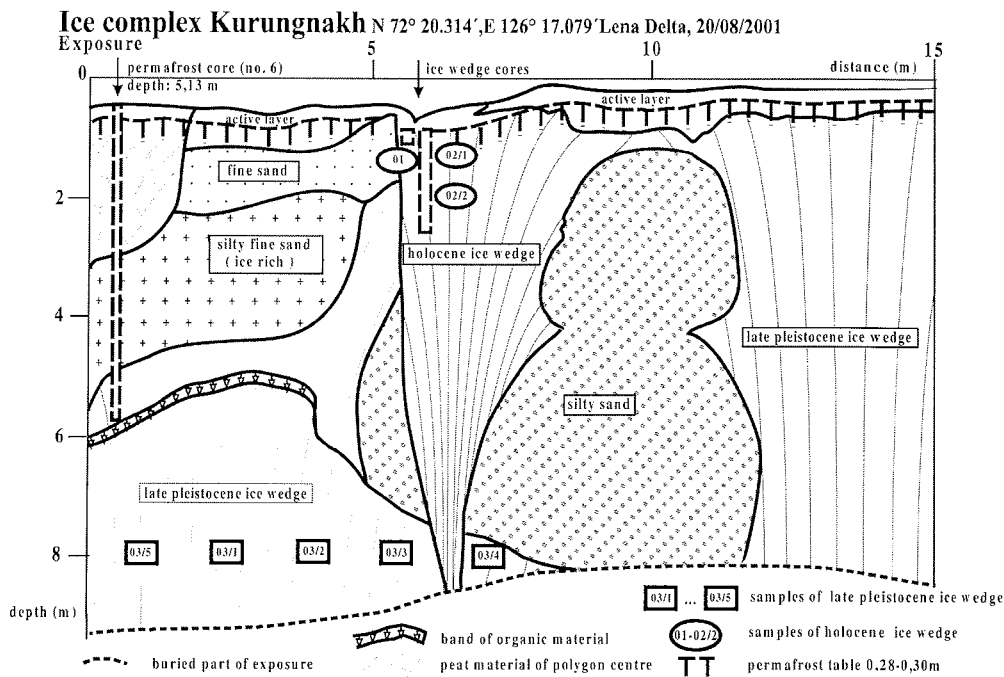 Ice complex Kurungnakh N 72° 20.314´,E 126° 17.079´Lena Delta, 20/08/2001
Exposure
0
5
10
15
permafrost core (no. 6)
depth: 5,13 m
ice wedge cores
distance (m)
active layer
active layer
01
02/1
fine sand
2
02/2
silty fine sand
( ice rich )
holocene ice wedge
4
late pleistocene ice wedge
silty sand
6
late pleistocene ice wedge
8
03/5
03/1
03/2
03/3
03/4
depth (m)
03/1 ... 03/5 samples of late pleistocene ice wedge
band of organic material
01-02/2 samples of holocene ice wedge
buried part of exposure
peat material of polygon centre
permafrost table 0.28-0,30m